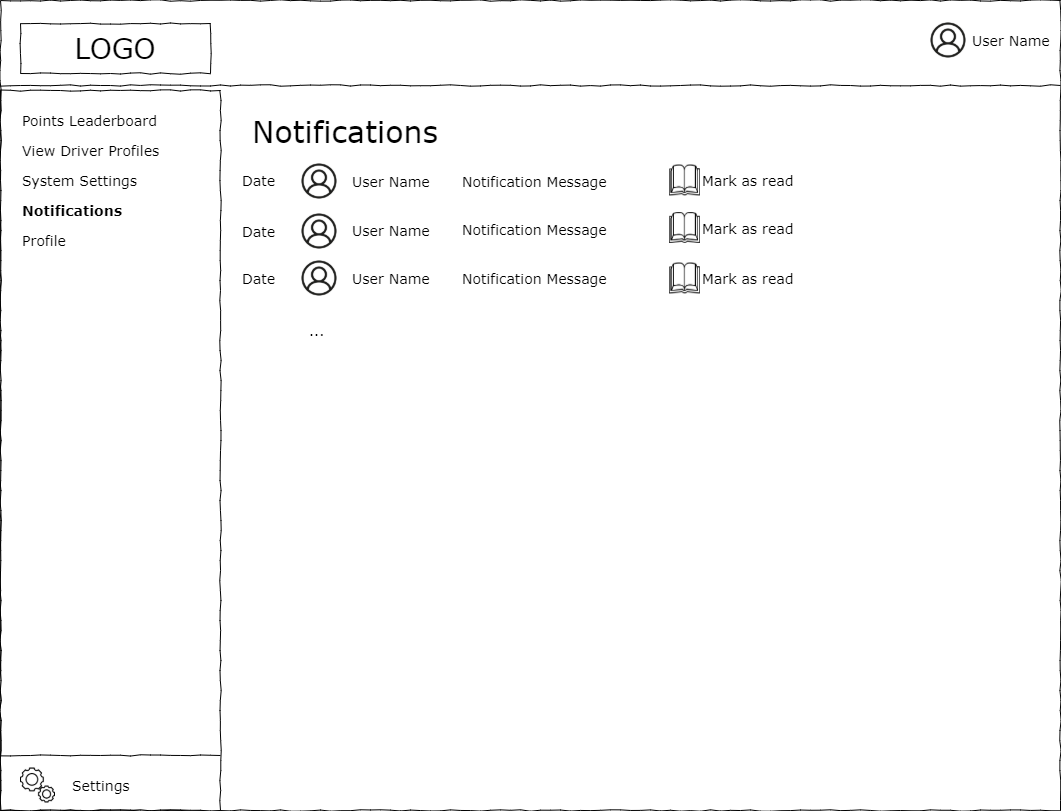 LOGO
User Name
Points Leaderboard
View Driver Profiles
System Settings
Notifications
Profile
Notifications
Date User Name Notification Message Mark as read
Date User Name Notification Message Mark as read
Date User Name Notification Message Mark as read
...
Settings